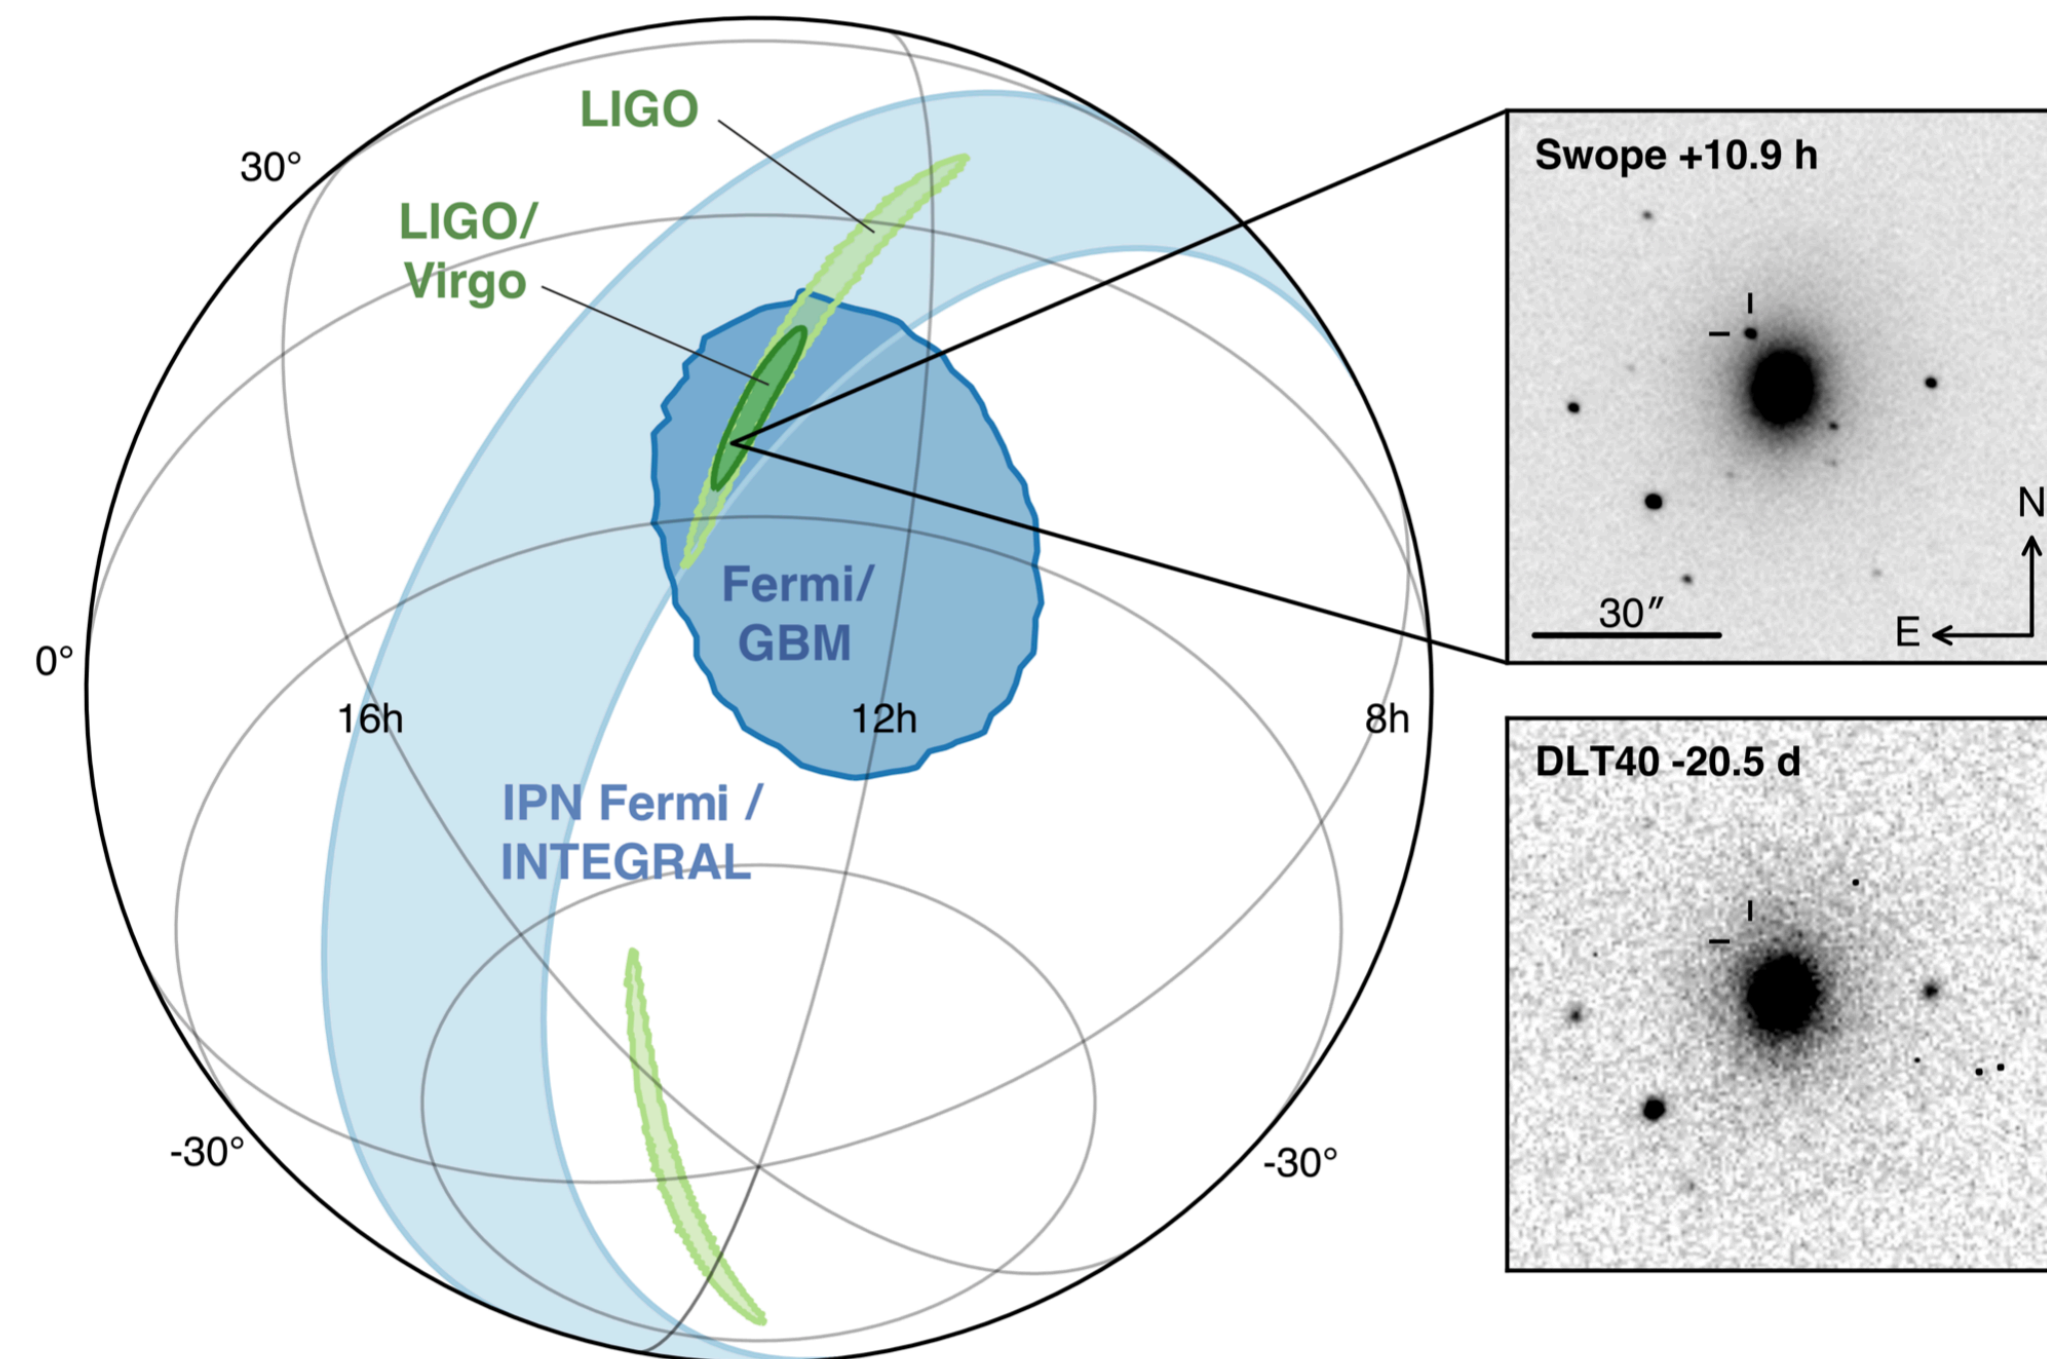 LIGO
30°
LIGO/
Virgo
0°
Fermi/
GBM
16h
12h
8h
IPN Fermi /
INTEGRAL
-30°
-30°
Swope +10.9 h
N
30″
E
DLT40 -20.5 d